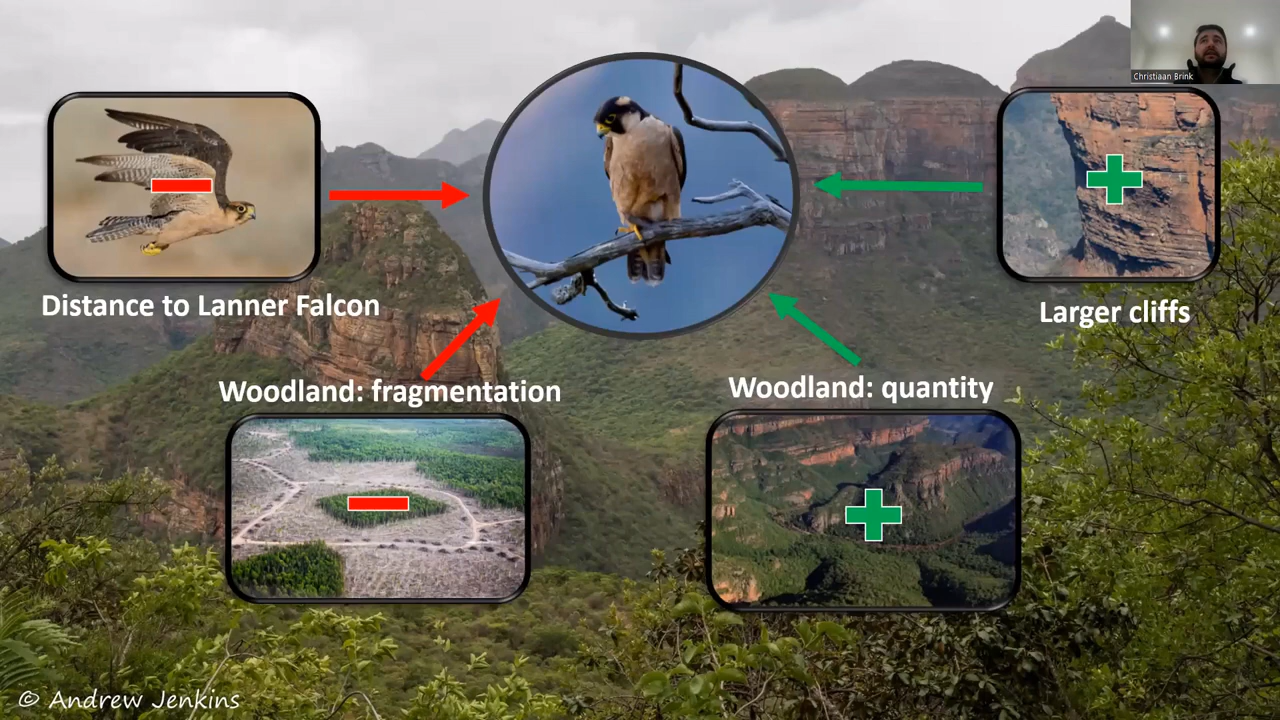 Christiaan Brink
Distance to Lanner Falcon
Larger cliffs
Woodland: fragmentation
Woodland: quantity
© Andrew Jenkins